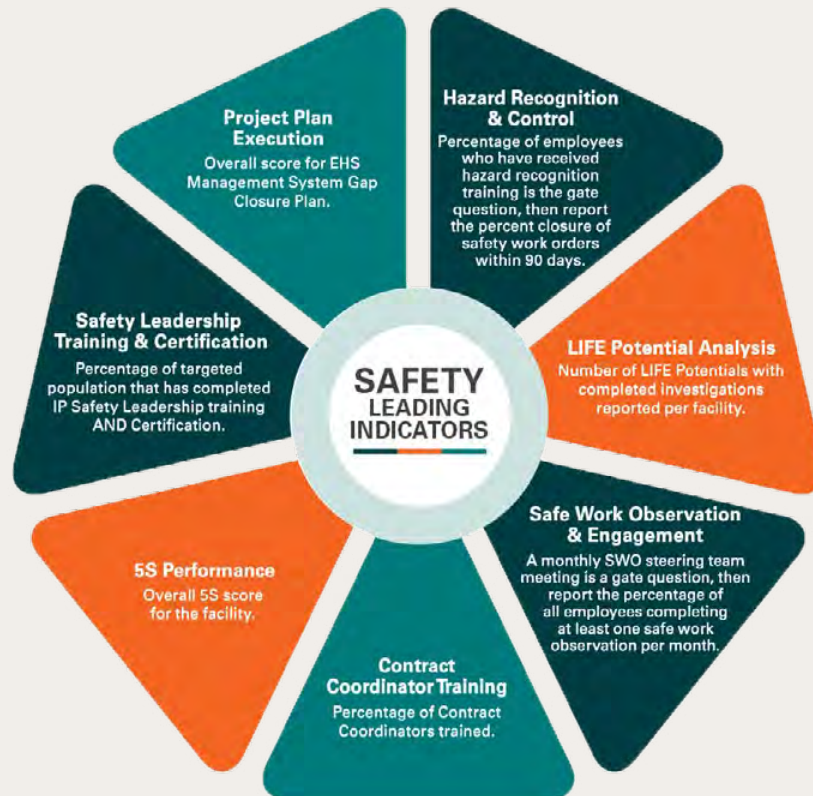 Project Plan
Execution
Overall score for EHS
Management System Gap
Closure Plan.
Hazard Recognition
& Control
Percentage of employees
who have received
hazard recognition
training is the gate
question, then report
the percent closure of
safety work orders
within 90 days.
LIFE Potential Analysis
Number of LIFE Potentials with
completed investigations
reported per facility.
Safe Work Observation
& Engagement
A monthly SWO steering team
meeting is a gate question, then
report the percentage of
all employees completing
at least one safe work
observation per month.
Contract
Coordinator Training
Percentage of Contract
Coordinators trained.
5S Performance
Overall 5S score
for the facility.
Safety Leadership
Training & Certification
Percentage of targeted
population that has completed
IP Safety Leadership training
AND Certification.
SAFETY
LEADING
INDICATORS